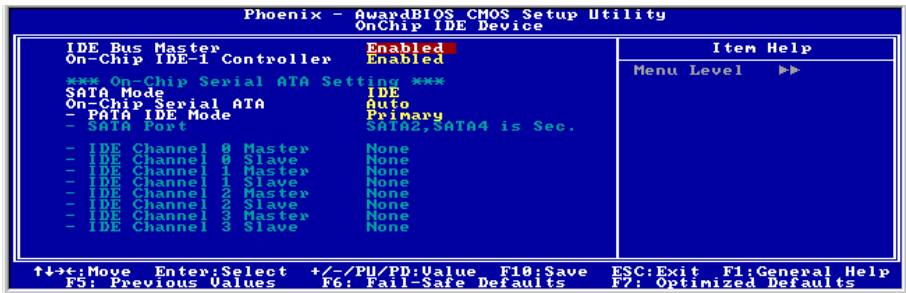 Phoenix - AwardBIOS CMOS Setup Utility
OnChip IDE Device
IDE Bus Master Enabled
On-Chip IDE-1 Controller Enabled
*** On-Chip Serial ATA Setting ***
SATA Mode IDE
On-Chip Serial ATA Auto
- PATA IDE Mode Primary
- SATA Port SATA2,SATA4 is Sec.
- IDE Channel 0 Master None
- IDE Channel 0 Slave None
- IDE Channel 1 Master None
- IDE Channel 1 Slave None
- IDE Channel 2 Master None
- IDE Channel 2 Slave None
- IDE Channel 3 Master None
- IDE Channel 3 Slave None
Item Help
Menu Level ▶▶
↑↓→←:Move Enter:Select +/-/PU/PD:Value F10:Save ESC:Exit F1:General Help
F5: Previous Values F6: Fail-Safe Defaults F7: Optimized Defaults